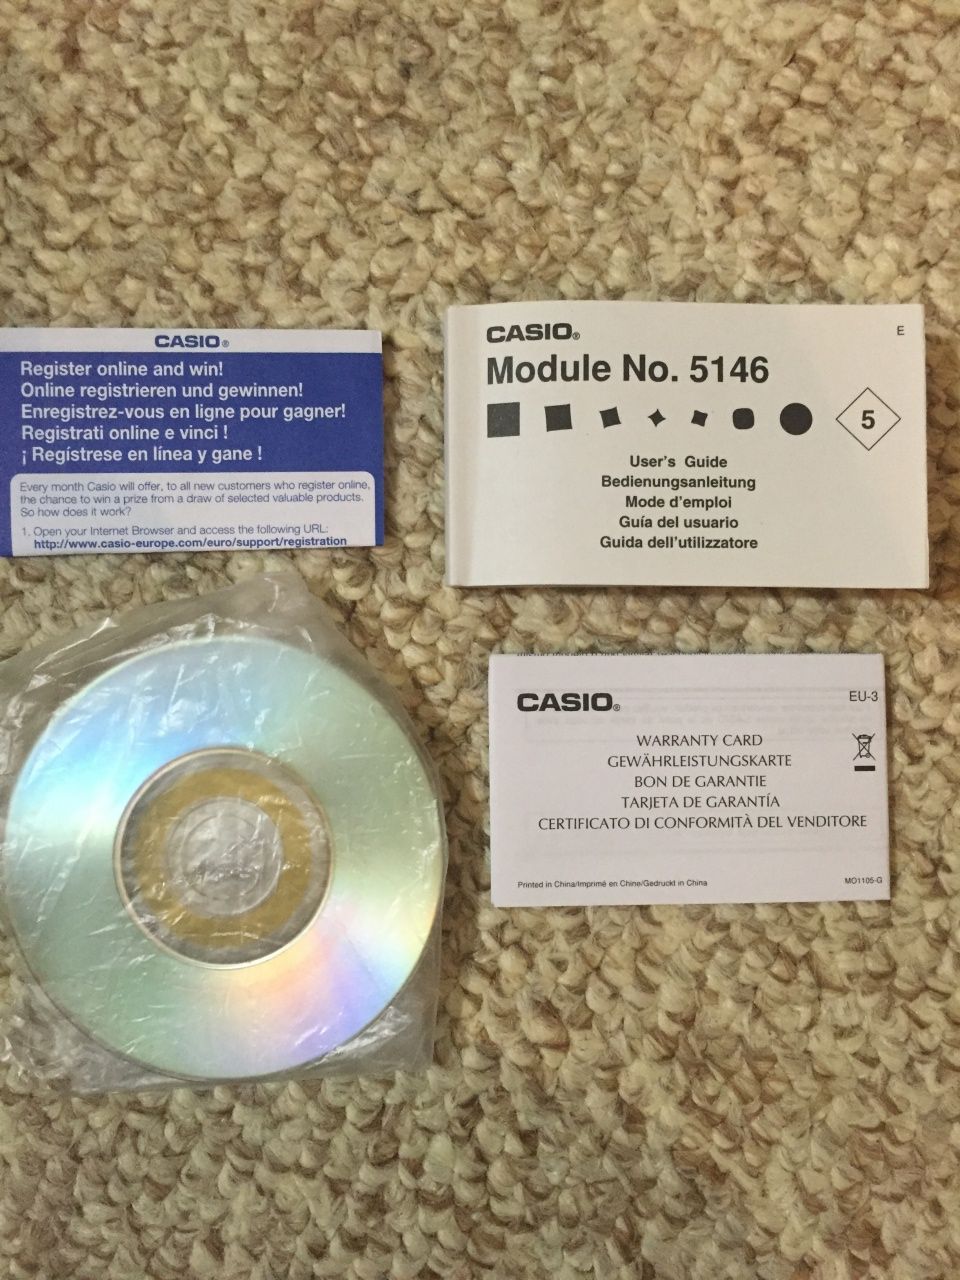 CASIO®
Register online and win!
Online registrieren und gewinnen!
Enregistrez-vous en ligne pour gagner!
Registrati online e vinci !
¡ Regístrese en línea y gane !
Every month Casio will offer, to all new customers who register online,
the chance to win a prize from a draw of selected valuable products.
So how does it work?
1. Open your Internet Browser and access the following URL:
http://www.casio-europe.com/euro/support/registration
CASIO®
E
Module No. 5146
5
User's Guide
Bedienungsanleitung
Mode d'emploi
Guía del usuario
Guida dell'utilizzatore
CASIO®
EU-3
WARRANTY CARD
GEWÄHRLEISTUNGSKARTE
BON DE GARANTIE
TARJETA DE GARANTÍA
CERTIFICATO DI CONFORMITÀ DEL VENDITORE
Printed in China/Imprimé en Chine/Gedruckt in China
MO1105-G